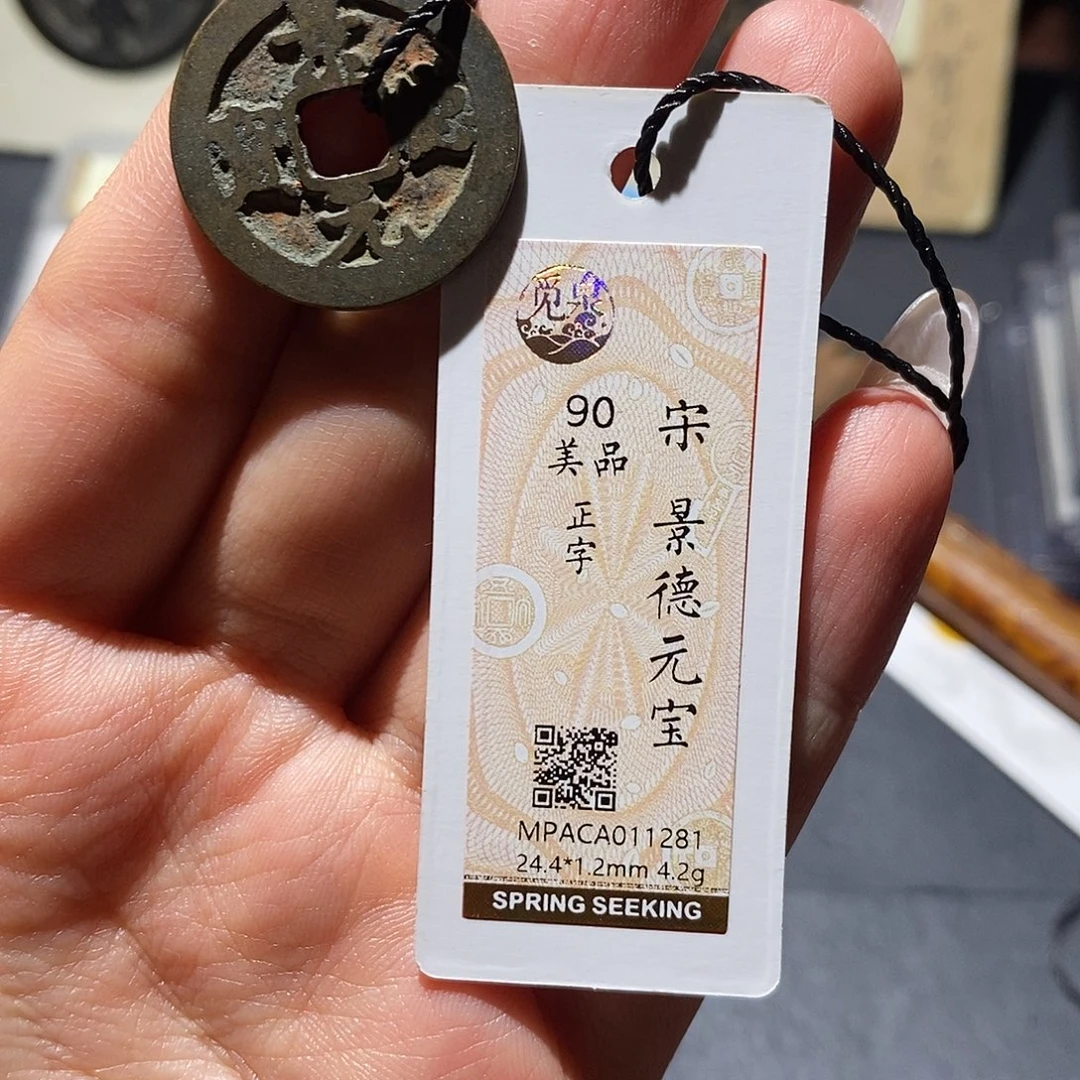 觅泉
宋 景德元宝
90
美品
正字
MPACA011281
24.4*1.2mm 4.2g
SPRING SEEKING